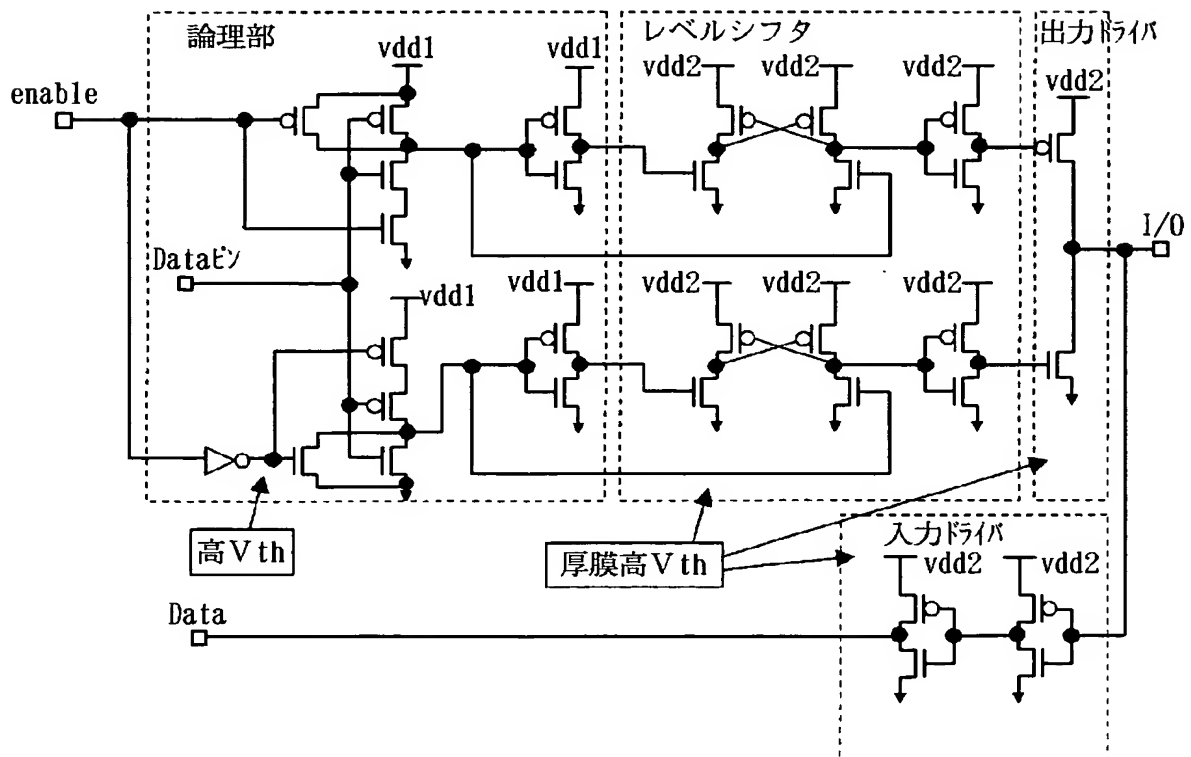 論理部
レベルシフタ
出力ドライバ
vdd1
vdd1
vdd2
vdd2
vdd2
vdd2
enable
I/O
Dataピン
vdd1
vdd1
vdd2
vdd2
vdd2
高Vth
厚膜高Vth
入力ドライバ
vdd2
vdd2
Data